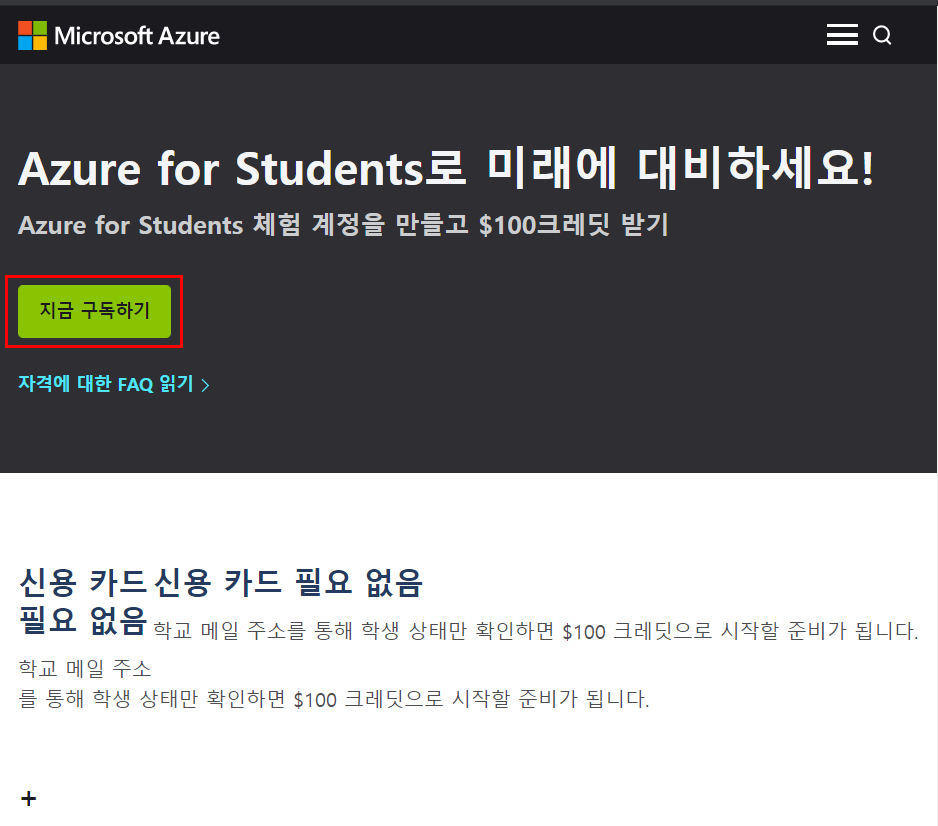 Microsoft Azure
Azure for Students로 미래에 대비하세요!
Azure for Students 체험 계정을 만들고 $100크레딧 받기
지금 구독하기
자격에 대한 FAQ 읽기
신용 카드 신용 카드 필요 없음
필요 없음 학교 메일 주소를 통해 학생 상태만 확인하면 $100 크레딧으로 시작할 준비가 됩니다.
학교 메일 주소
를 통해 학생 상태만 확인하면 $100 크레딧으로 시작할 준비가 됩니다.
+